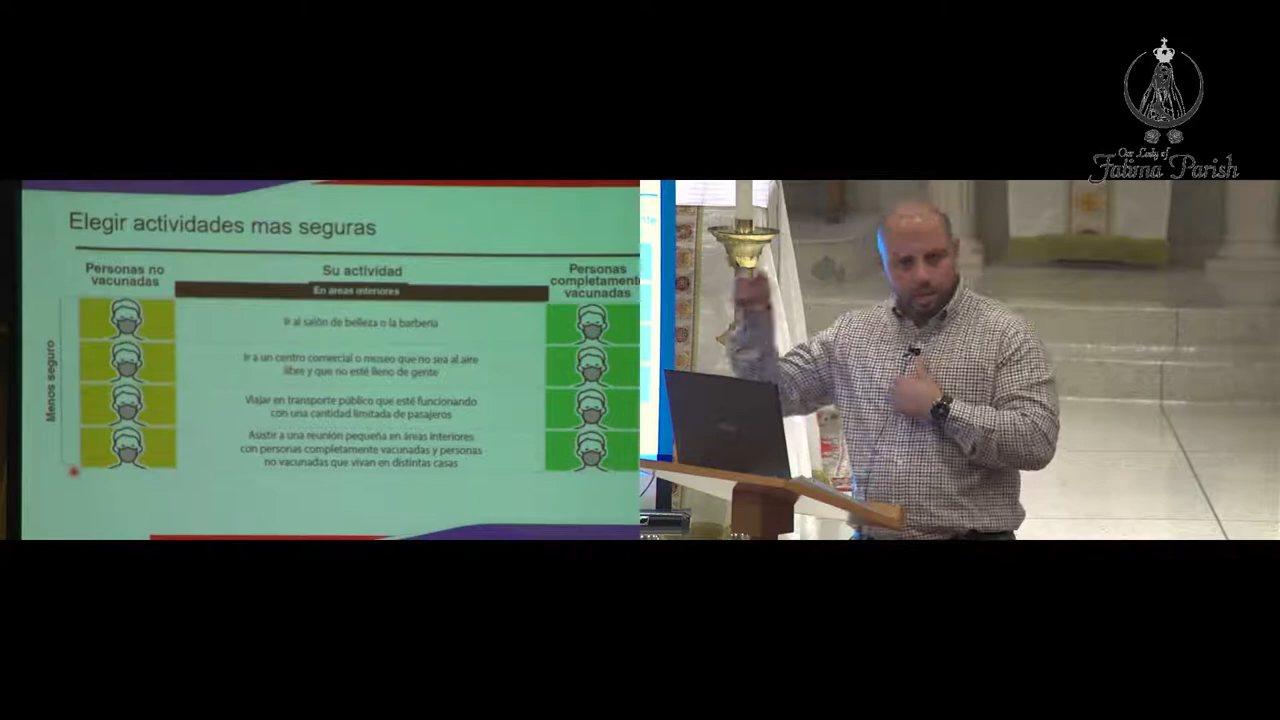 Our Lady of
Fatima Parish
Elegir actividades mas seguras
Personas no
vacunadas
Su actividad
Personas
completamente
vacunadas
En áreas interiores
Menos seguro
Ir al salón de belleza o la barbería
Ir a un centro comercial o museo que no sea al aire
libre y que no esté lleno de gente
Viajar en transporte público que esté funcionando
con una cantidad limitada de pasajeros
Asistir a una reunión pequeña en áreas interiores
con personas completamente vacunadas y personas
no vacunadas que vivan en distintas casas